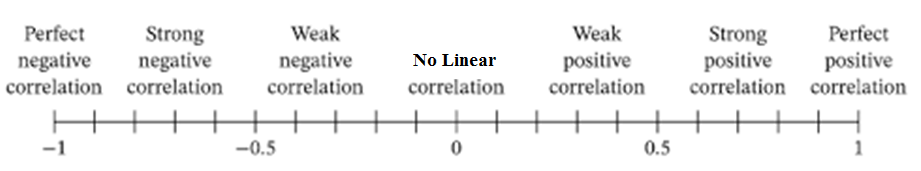 Perfect negative correlation
Strong negative correlation
Weak negative correlation
No Linear correlation
Weak positive correlation
Strong positive correlation
Perfect positive correlation
−1
−0.5
0
0.5
1